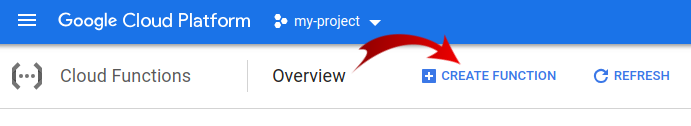 Google Cloud Platform my-project
Cloud Functions Overview CREATE FUNCTION REFRESH